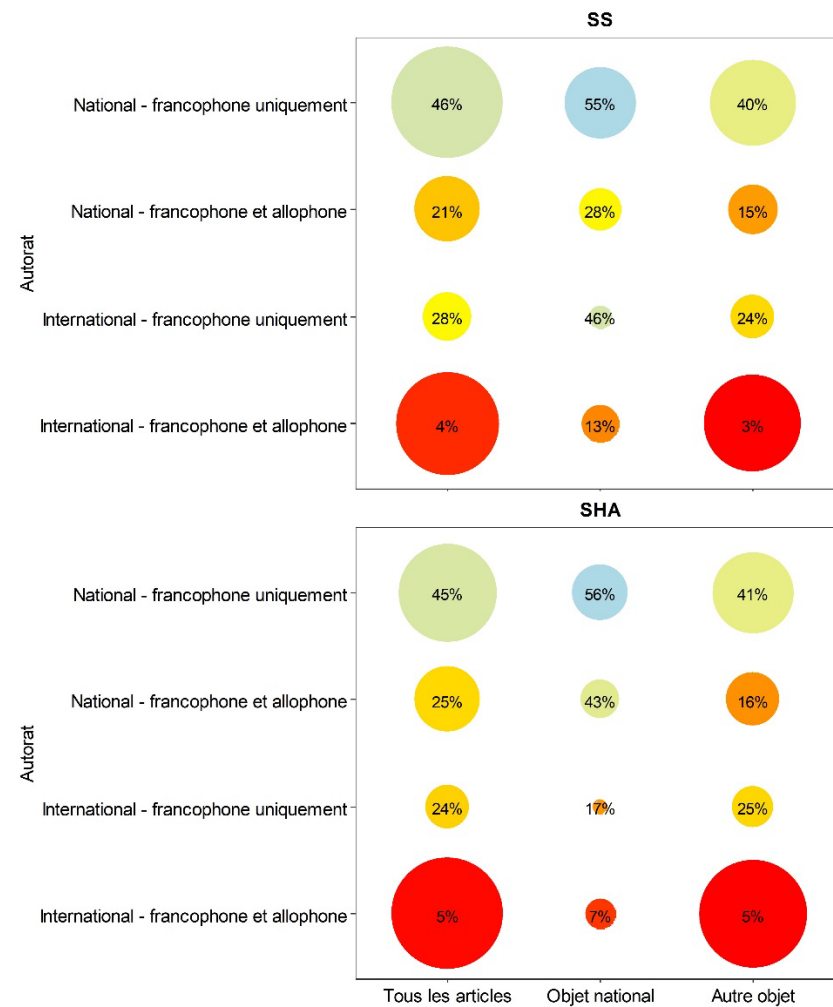 SS
National - francophone uniquement
46%
55%
40%
National - francophone et allophone
21%
28%
15%
International - francophone uniquement
28%
46%
24%
International - francophone et allophone
4%
13%
3%
Autorat
SHA
National - francophone uniquement
45%
56%
41%
National - francophone et allophone
25%
43%
16%
International - francophone uniquement
24%
17%
25%
International - francophone et allophone
5%
7%
5%
Autorat
Tous les articles
Objet national
Autre objet